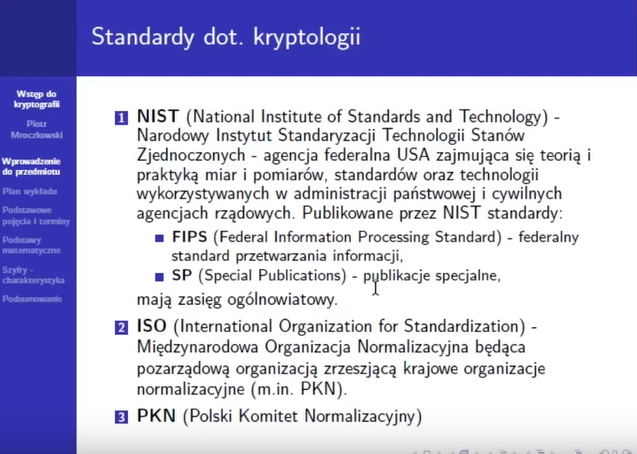 Standardy dot. kryptologii
Wstęp do
kryptografii
Piotr
Mroczkowski
Wprowadzenie
do przedmiotu
Plan wykładu
Podstawowe
pojęcia i terminy
Podstawy
matematyczne
Szyfry -
charakterystyka
Podsumowanie
1 NIST (National Institute of Standards and Technology) -
Narodowy Instytut Standaryzacji Technologii Stanów
Zjednoczonych - agencja federalna USA zajmująca się teorią i
praktyką miar i pomiarów, standardów oraz technologii
wykorzystywanych w administracji państwowej i cywilnych
agencjach rządowych. Publikowane przez NIST standardy:
FIPS (Federal Information Processing Standard) - federalny
standard przetwarzania informacji,
SP (Special Publications) - publikacje specjalne,
mają zasięg ogólnowiatowy.
2 ISO (International Organization for Standardization) -
Międzynarodowa Organizacja Normalizacyjna będąca
pozarządową organizacją zrzeszjącą krajowe organizacje
normalizacyjne (m.in. PKN).
3 PKN (Polski Komitet Normalizacyjny)